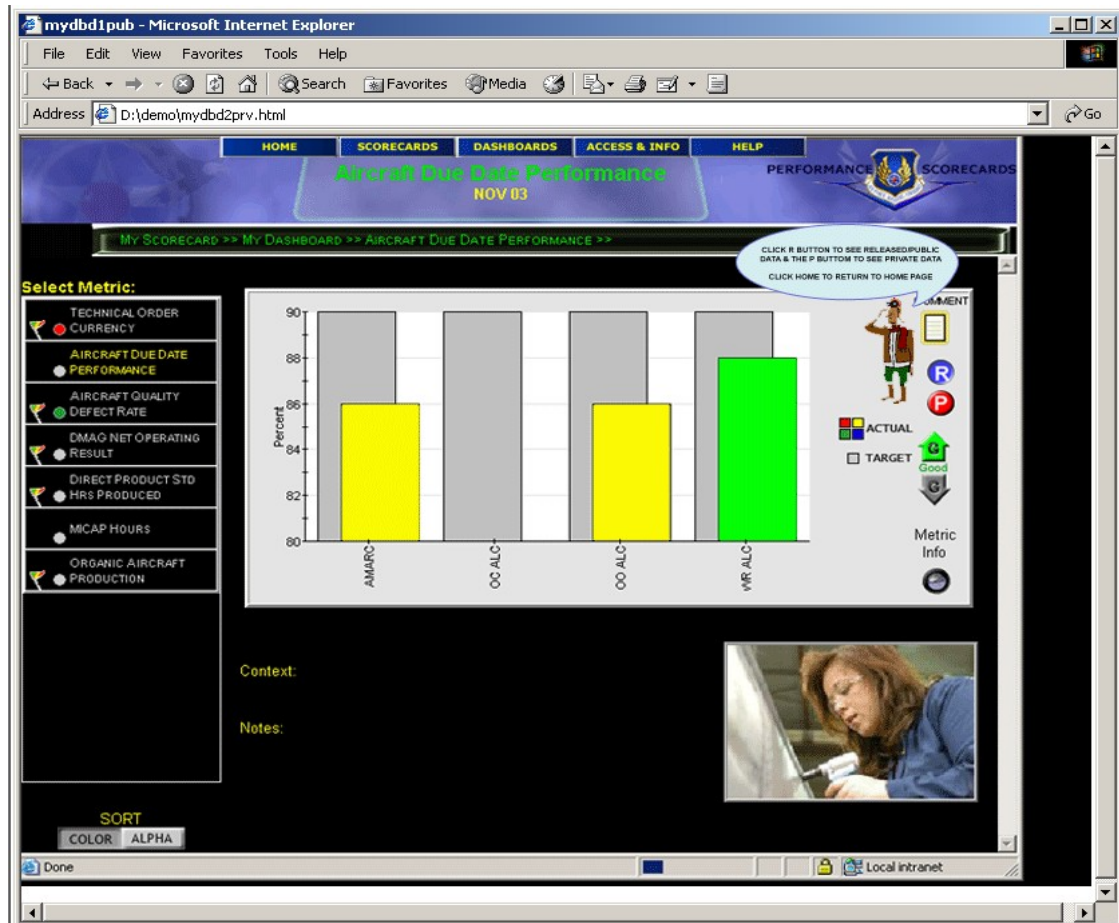 mydbd1pub - Microsoft Internet Explorer
File Edit View Favorites Tools Help
Back Search Favorites Media
Address D:\demo\mydbd2prv.html Go
HOME SCORECARDS DASHBOARDS ACCESS & INFO HELP
Aircraft Due Date Performance
NOV 03
PERFORMANCE SCORECARDS
MY SCORECARD >> MY DASHBOARD >> AIRCRAFT DUE DATE PERFORMANCE >>
CLICK R BUTTON TO SEE RELEASED/PUBLIC
DATA & THE P BUTTOM TO SEE PRIVATE DATA
CLICK HOME TO RETURN TO HOME PAGE
Select Metric:
TECHNICAL ORDER
CURRENCY
AIRCRAFT DUE DATE
PERFORMANCE
AIRCRAFT QUALITY
DEFECT RATE
DMAG NET OPERATING
RESULT
DIRECT PRODUCT STD
HRS PRODUCED
MICAP HOURS
ORGANIC AIRCRAFT
PRODUCTION
SORT
COLOR ALPHA
90
88
86
84
82
80
Percent
AMARC
OC ALC
OO ALC
WR ALC
R
P
ACTUAL
TARGET
G
Good
G
Metric
Info
Context:
Notes:
Done Local intranet